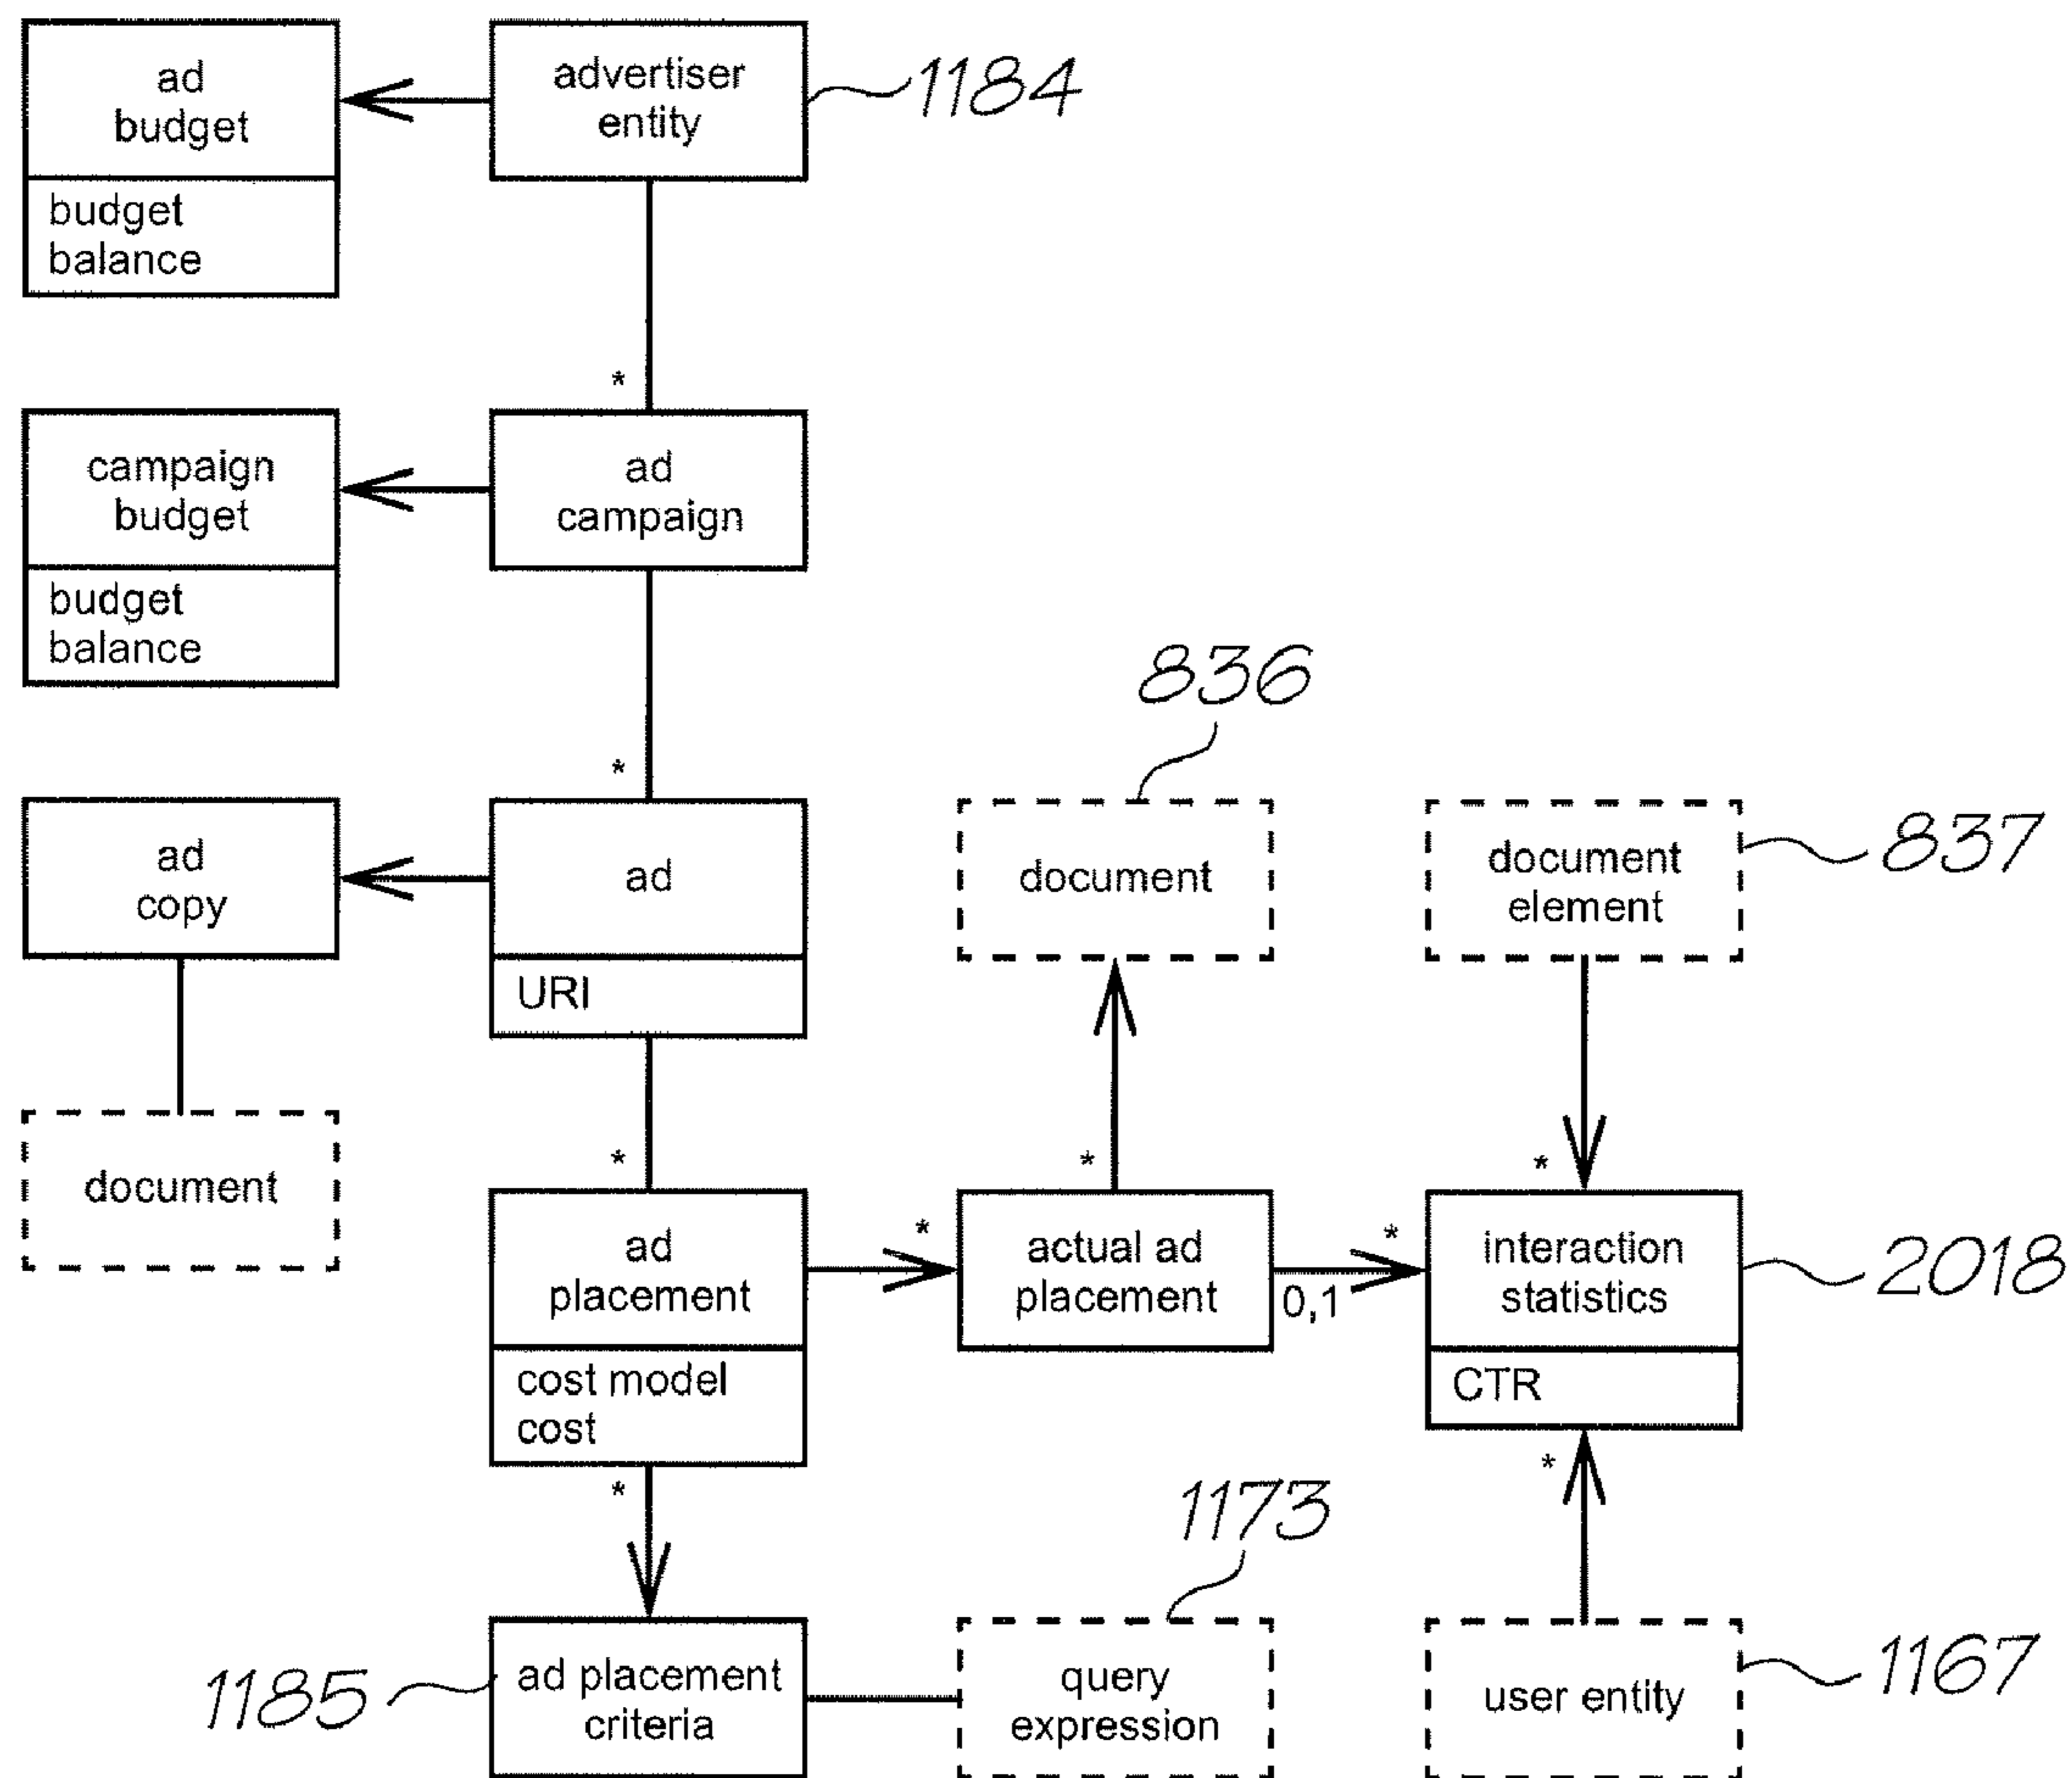 ad
budget
budget
balance
advertiser
entity
1184
*
campaign
budget
budget
balance
ad
campaign
*
836
ad
copy
ad
URI
document
document
element
837
document
*
*
*
ad
placement
cost model
cost
*
actual ad
placement
0,1
*
interaction
statistics
CTR
2018
*
*
1173
1185
ad placement
criteria
query
expression
user entity
1167